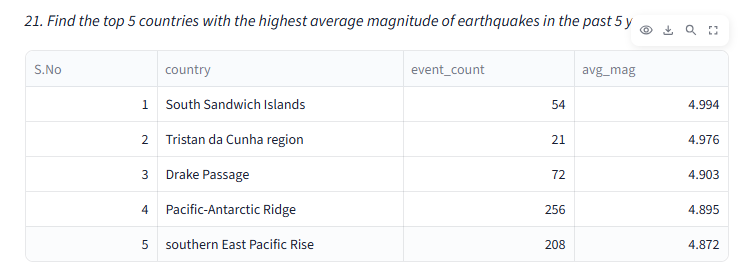 21. Find the top 5 countries with the highest average magnitude of earthquakes in the past 5 y
S.No country event_count avg_mag
1 South Sandwich Islands 54 4.994
2 Tristan da Cunha region 21 4.976
3 Drake Passage 72 4.903
4 Pacific-Antarctic Ridge 256 4.895
5 southern East Pacific Rise 208 4.872